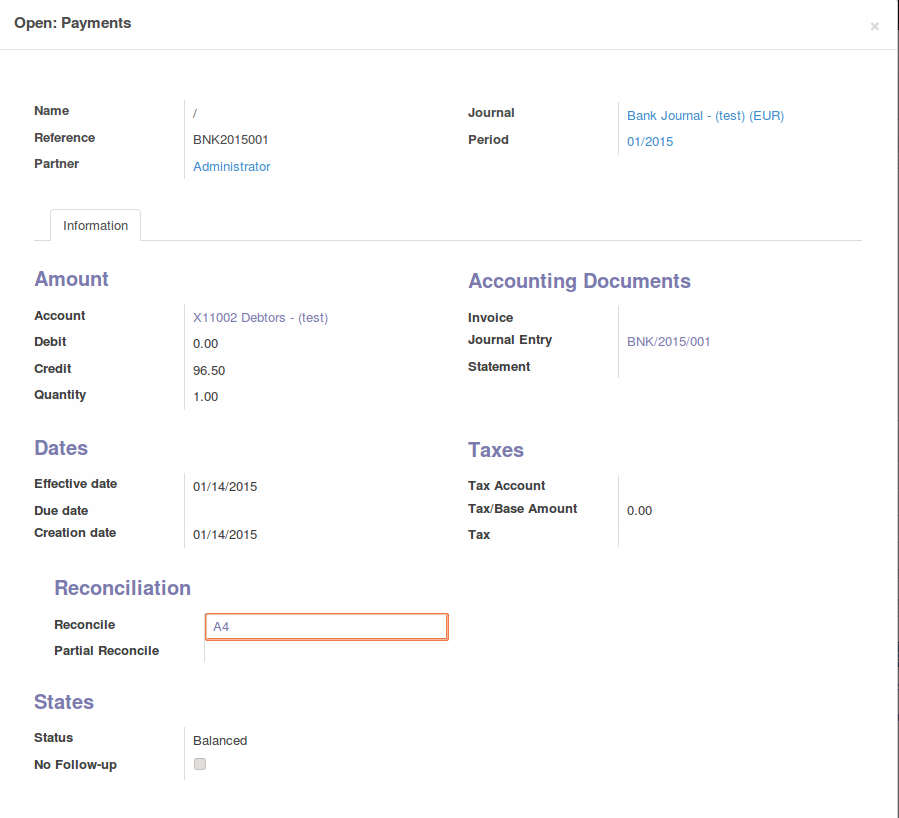 Open: Payments
×
Name /
Reference BNK2015001
Partner Administrator
Journal Bank Journal - (test) (EUR)
Period 01/2015
Information
Amount
Account X11002 Debtors - (test)
Debit 0.00
Credit 96.50
Quantity 1.00
Accounting Documents
Invoice
Journal Entry BNK/2015/001
Statement
Dates
Effective date 01/14/2015
Due date
Creation date 01/14/2015
Taxes
Tax Account
Tax/Base Amount 0.00
Tax
Reconciliation
Reconcile A4
Partial Reconcile
States
Status Balanced
No Follow-up